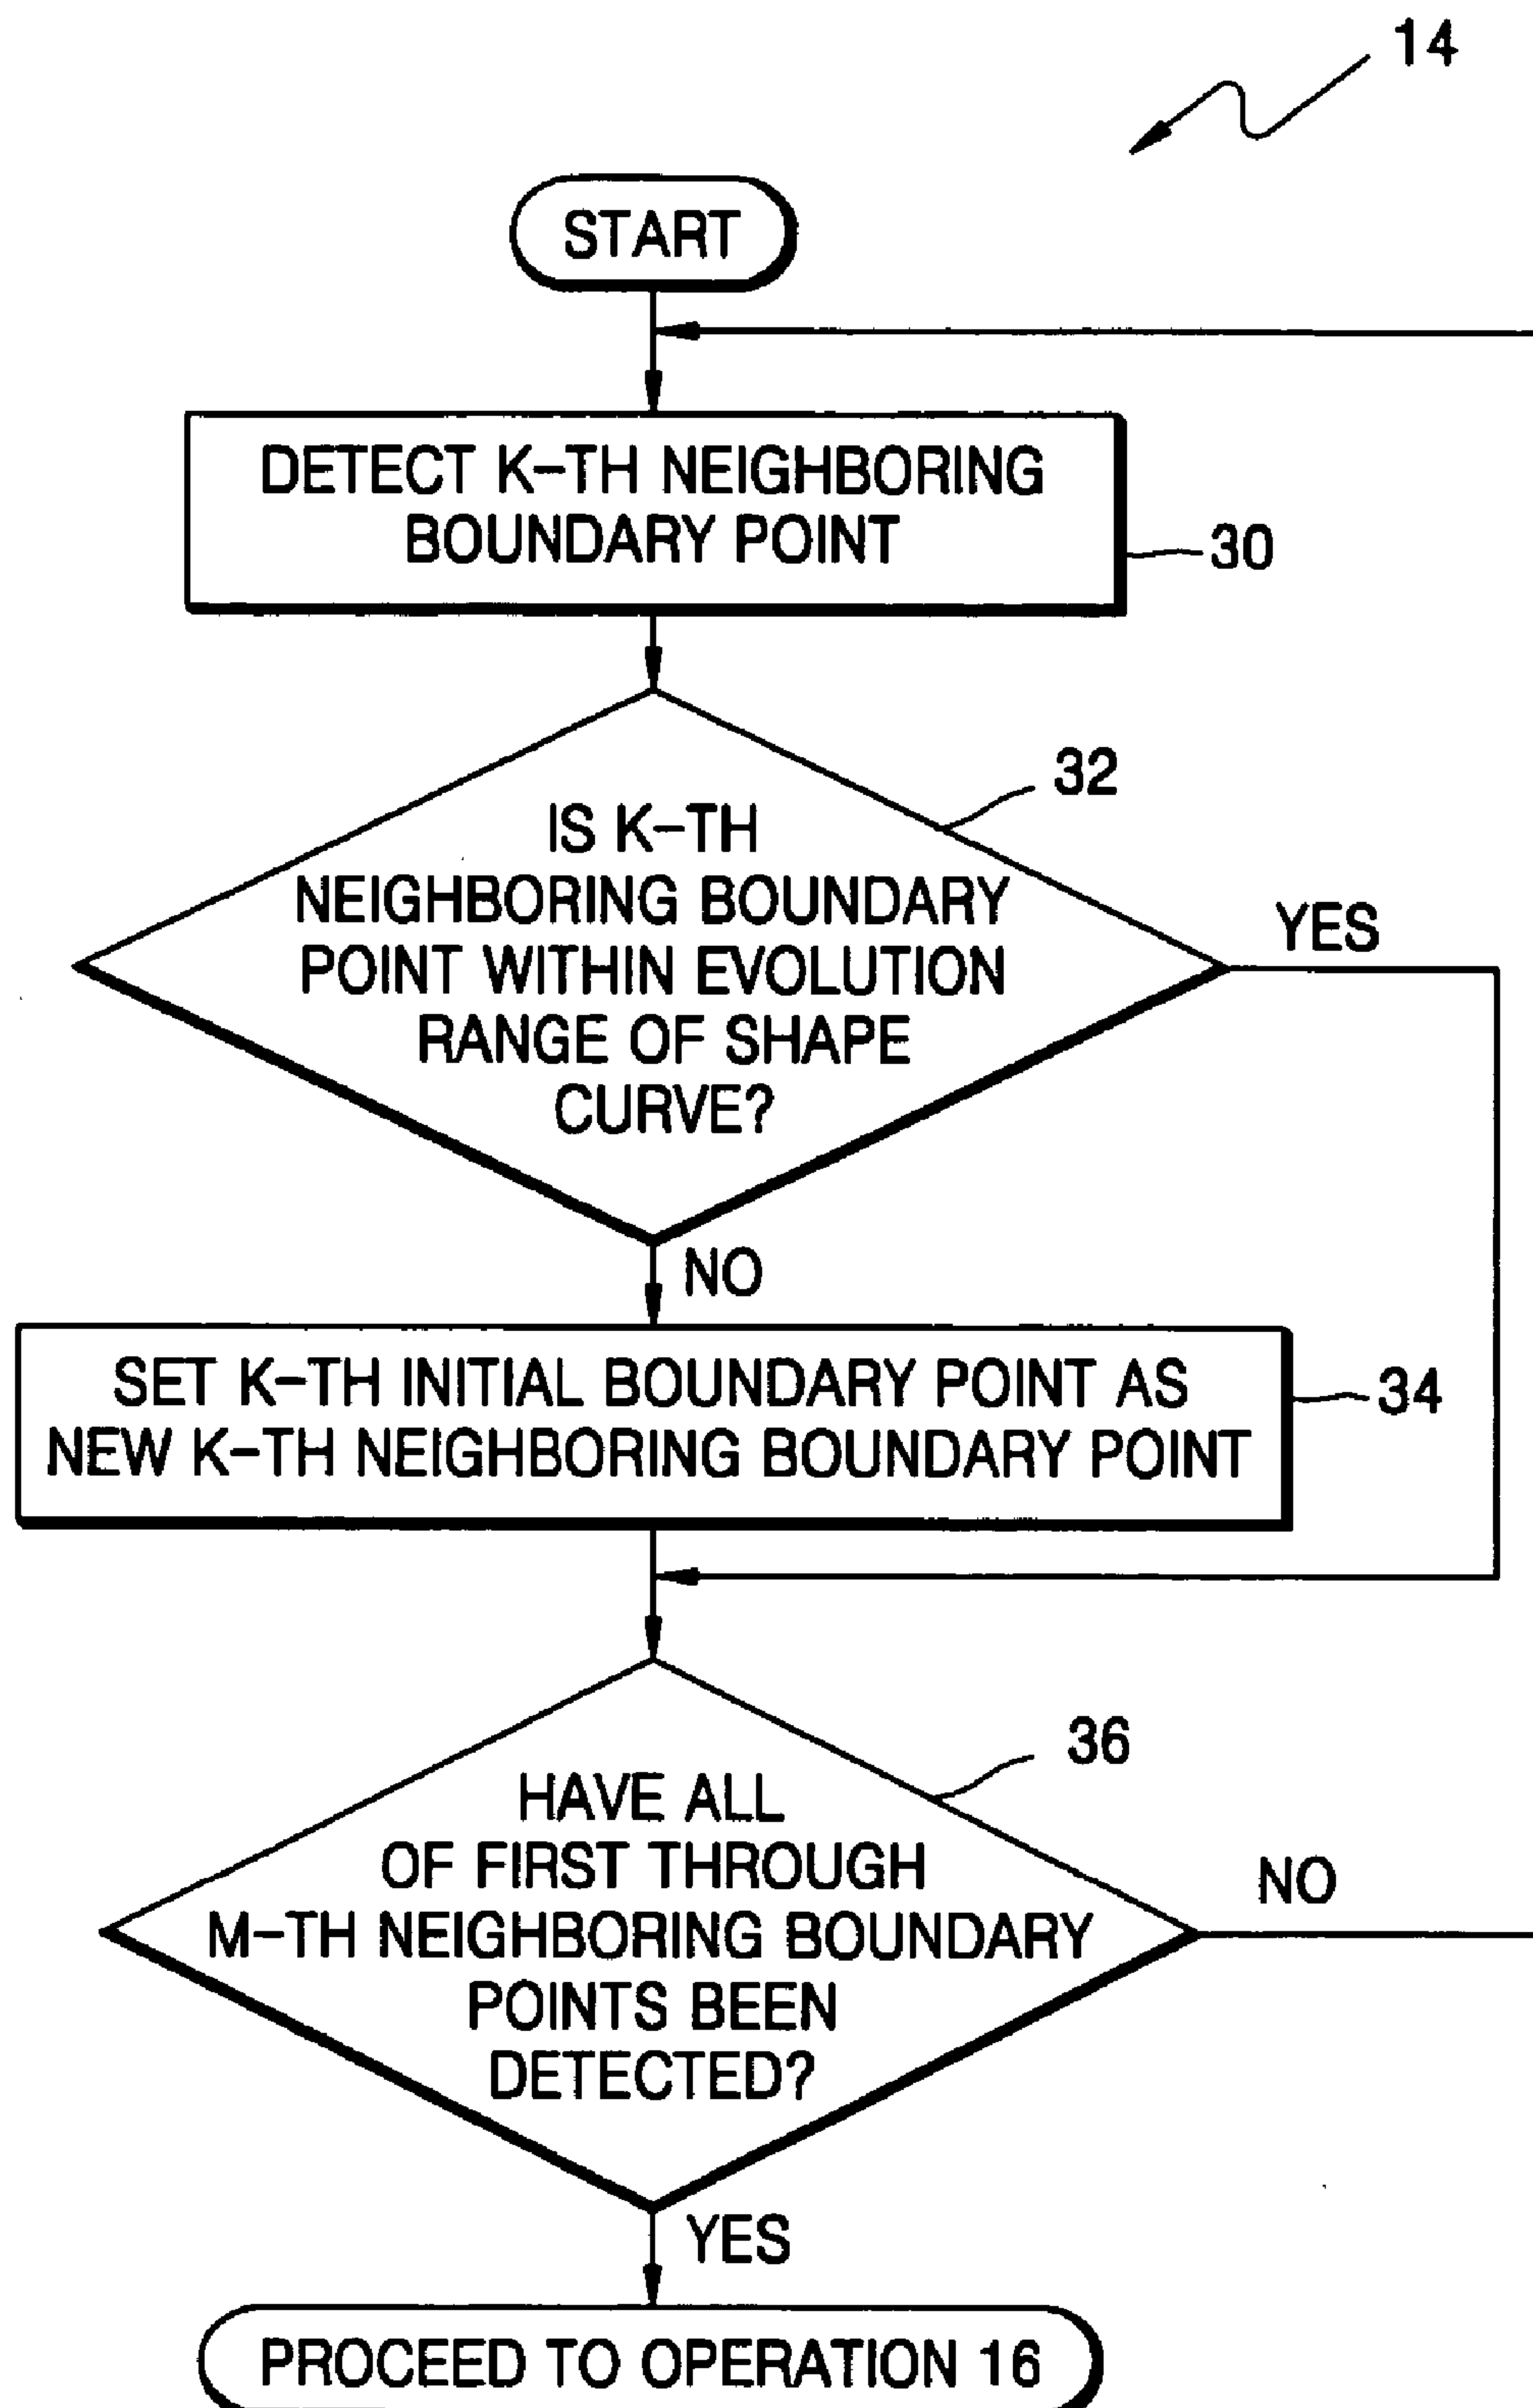 14
START
DETECT K-TH NEIGHBORING
BOUNDARY POINT
30
32
IS K-TH
NEIGHBORING BOUNDARY
POINT WITHIN EVOLUTION
RANGE OF SHAPE
CURVE?
YES
NO
SET K-TH INITIAL BOUNDARY POINT AS
NEW K-TH NEIGHBORING BOUNDARY POINT
34
36
HAVE ALL
OF FIRST THROUGH
M-TH NEIGHBORING BOUNDARY
POINTS BEEN
DETECTED?
NO
YES
PROCEED TO OPERATION 16